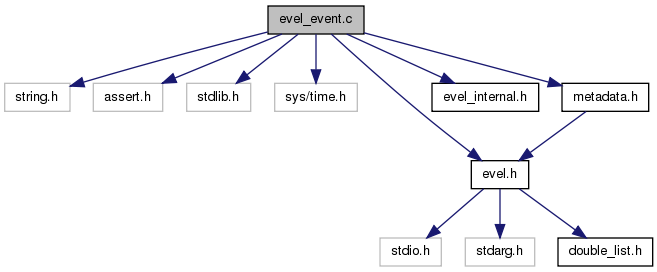 evel_event.c
string.h
assert.h
stdlib.h
sys/time.h
evel_internal.h
metadata.h
evel.h
stdio.h
stdarg.h
double_list.h